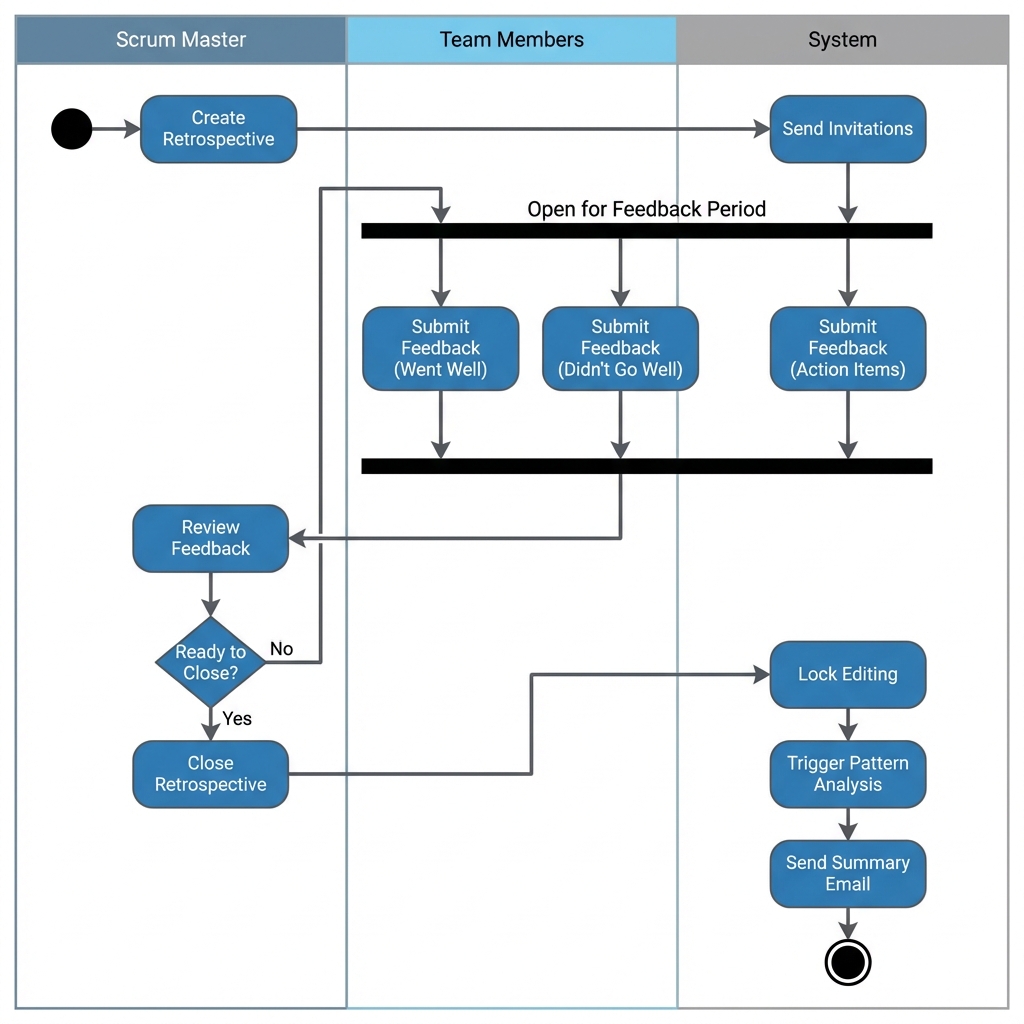 Scrum Master
Team Members
System
Create
Retrospective
Send Invitations
Open for Feedback Period
Submit
Feedback
(Went Well)
Submit
Feedback
(Didn't Go Well)
Submit
Feedback
(Action Items)
Review
Feedback
Ready to
Close?
No
Yes
Close
Retrospective
Lock Editing
Trigger Pattern
Analysis
Send Summary
Email